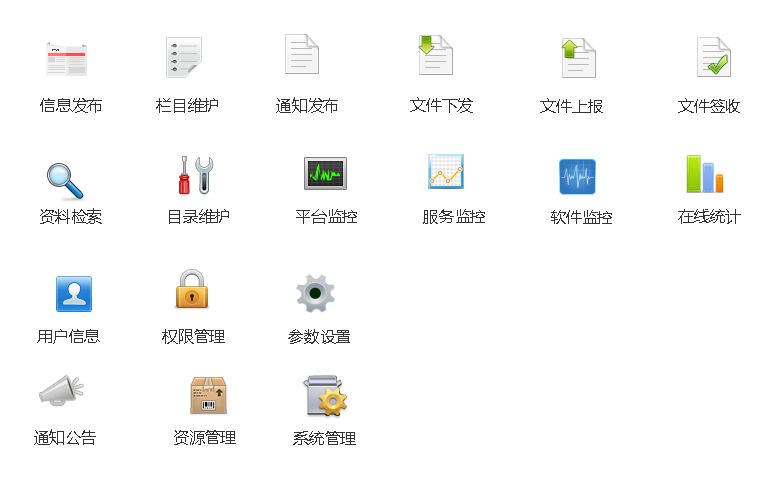 信息发布 栏目维护 通知发布 文件下发 文件上报 文件签收
资料检索 目录维护 平台监控 服务监控 软件监控 在线统计
用户信息 权限管理 参数设置
通知公告 资源管理 系统管理